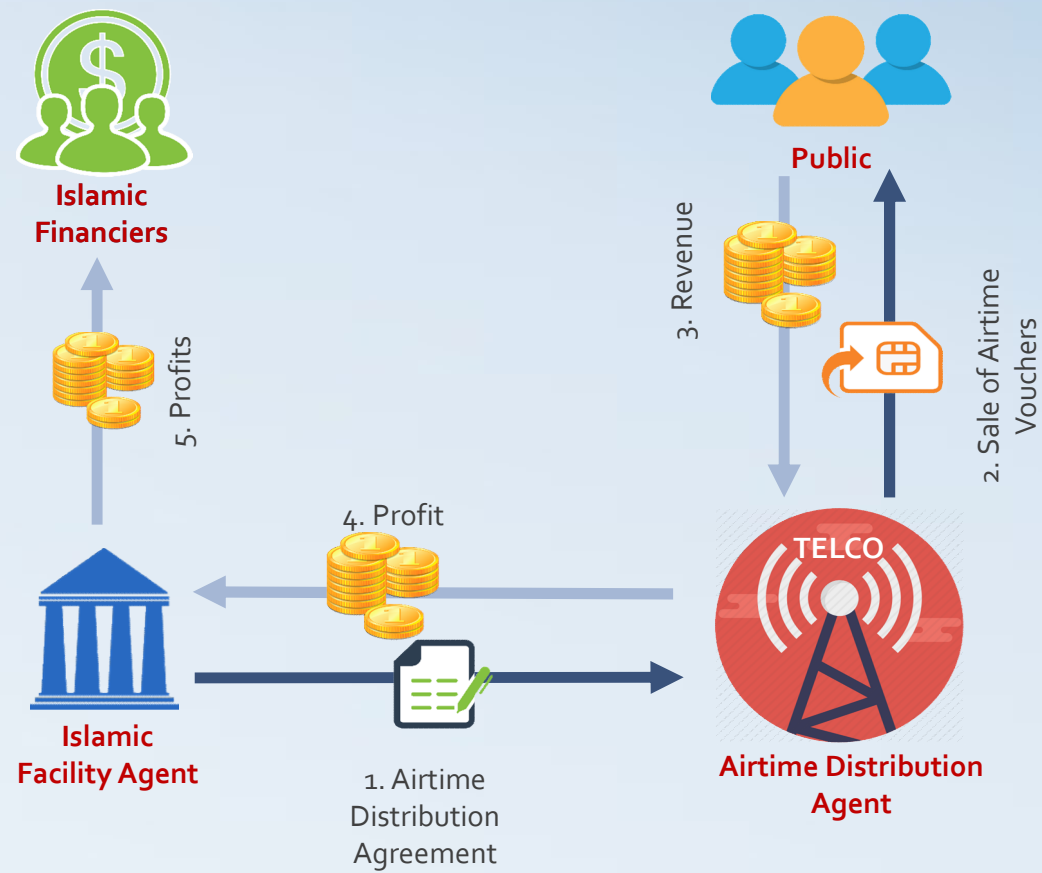 Islamic
Financiers
Public
3. Revenue
2. Sale of Airtime
Vouchers
5. Profits
4. Profit
TELCO
Islamic
Facility Agent
1. Airtime
Distribution
Agreement
Airtime Distribution
Agent